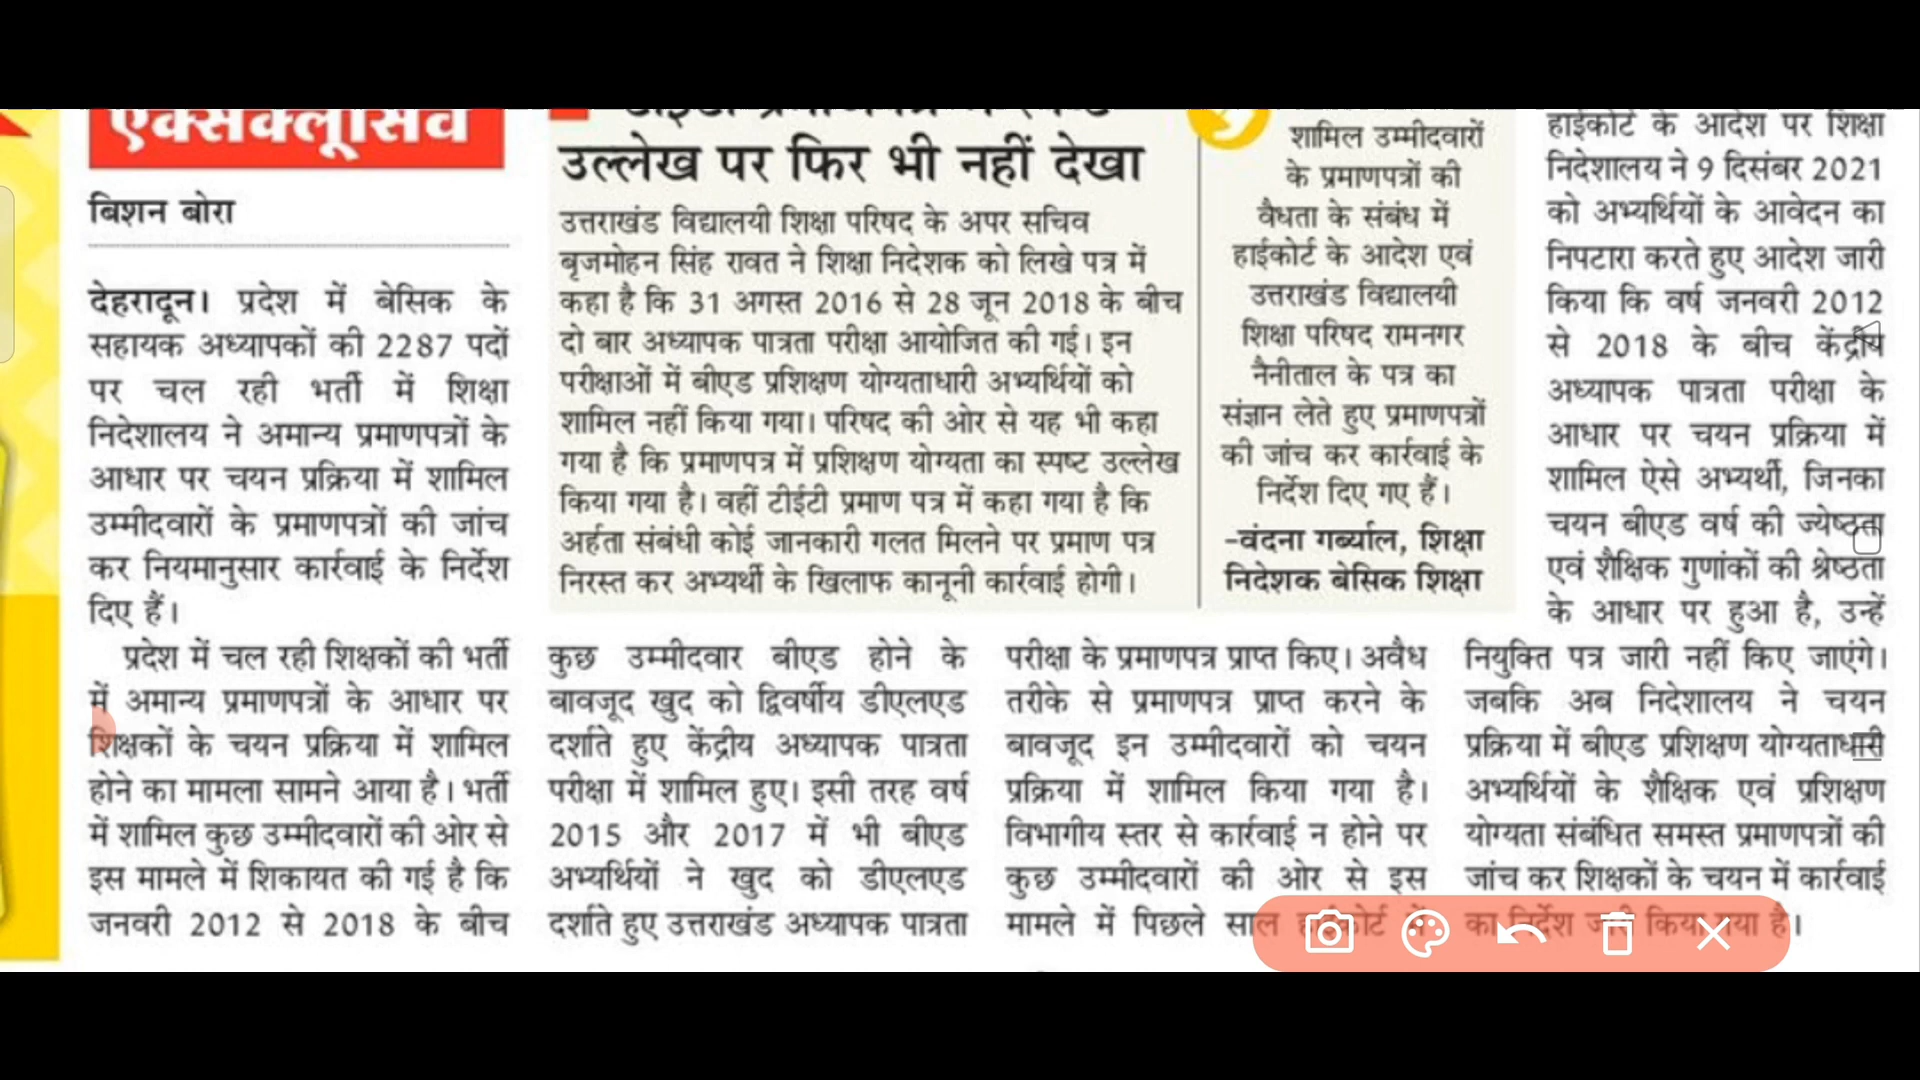 एक्सक्लूसिव
बिशन बोरा
देहरादून। प्रदेश में बेसिक के
सहायक अध्यापकों की 2287 पदों
पर चल रही भर्ती में शिक्षा
निदेशालय ने अमान्य प्रमाणपत्रों के
आधार पर चयन प्रक्रिया में शामिल
उम्मीदवारों के प्रमाणपत्रों की जांच
कर नियमानुसार कार्रवाई के निर्देश
दिए हैं।
प्रदेश में चल रही शिक्षकों की भर्ती
में अमान्य प्रमाणपत्रों के आधार पर
शिक्षकों के चयन प्रक्रिया में शामिल
होने का मामला सामने आया है। भर्ती
में शामिल कुछ उम्मीदवारों की ओर से
इस मामले में शिकायत की गई है कि
जनवरी 2012 से 2018 के बीच
उल्लेख पर फिर भी नहीं देखा
उत्तराखंड विद्यालयी शिक्षा परिषद के अपर सचिव
बृजमोहन सिंह रावत ने शिक्षा निदेशक को लिखे पत्र में
कहा है कि 31 अगस्त 2016 से 28 जून 2018 के बीच
दो बार अध्यापक पात्रता परीक्षा आयोजित की गई। इन
परीक्षाओं में बीएड प्रशिक्षण योग्यताधारी अभ्यर्थियों को
शामिल नहीं किया गया। परिषद की ओर से यह भी कहा
गया है कि प्रमाणपत्र में प्रशिक्षण योग्यता का स्पष्ट उल्लेख
किया गया है। वहीं टीईटी प्रमाण पत्र में कहा गया है कि
अर्हता संबंधी कोई जानकारी गलत मिलने पर प्रमाण पत्र
निरस्त कर अभ्यर्थी के खिलाफ कानूनी कार्रवाई होगी।
शामिल उम्मीदवारों
के प्रमाणपत्रों की
वैधता के संबंध में
हाईकोर्ट के आदेश एवं
उत्तराखंड विद्यालयी
शिक्षा परिषद रामनगर
नैनीताल के पत्र का
संज्ञान लेते हुए प्रमाणपत्रों
की जांच कर कार्रवाई के
निर्देश दिए गए हैं।
-वंदना गर्ब्याल, शिक्षा
निदेशक बेसिक शिक्षा
कुछ उम्मीदवार बीएड होने के
बावजूद खुद को द्विवर्षीय डीएलएड
दर्शाते हुए केंद्रीय अध्यापक पात्रता
परीक्षा में शामिल हुए। इसी तरह वर्ष
2015 और 2017 में भी बीएड
अभ्यर्थियों ने खुद को डीएलएड
दर्शाते हुए उत्तराखंड अध्यापक पात्रता
परीक्षा के प्रमाणपत्र प्राप्त किए। अवैध
तरीके से प्रमाणपत्र प्राप्त करने के
बावजूद इन उम्मीदवारों को चयन
प्रक्रिया में शामिल किया गया है।
विभागीय स्तर से कार्रवाई न होने पर
कुछ उम्मीदवारों की ओर से इस
मामले में पिछले साल हाईकोर्ट में
हाईकोर्ट के आदेश पर शिक्षा
निदेशालय ने 9 दिसंबर 2021
को अभ्यर्थियों के आवेदन का
निपटारा करते हुए आदेश जारी
किया कि वर्ष जनवरी 2012
से 2018 के बीच केंद्रीय
अध्यापक पात्रता परीक्षा के
आधार पर चयन प्रक्रिया में
शामिल ऐसे अभ्यर्थी, जिनका
चयन बीएड वर्ष की ज्येष्ठता
एवं शैक्षिक गुणांकों की श्रेष्ठता
के आधार पर हुआ है, उन्हें
नियुक्ति पत्र जारी नहीं किए जाएंगे।
जबकि अब निदेशालय ने चयन
प्रक्रिया में बीएड प्रशिक्षण योग्यताधारी
अभ्यर्थियों के शैक्षिक एवं प्रशिक्षण
योग्यता संबंधित समस्त प्रमाणपत्रों की
जांच कर शिक्षकों के चयन में कार्रवाई
का निर्देश जारी किया गया है।